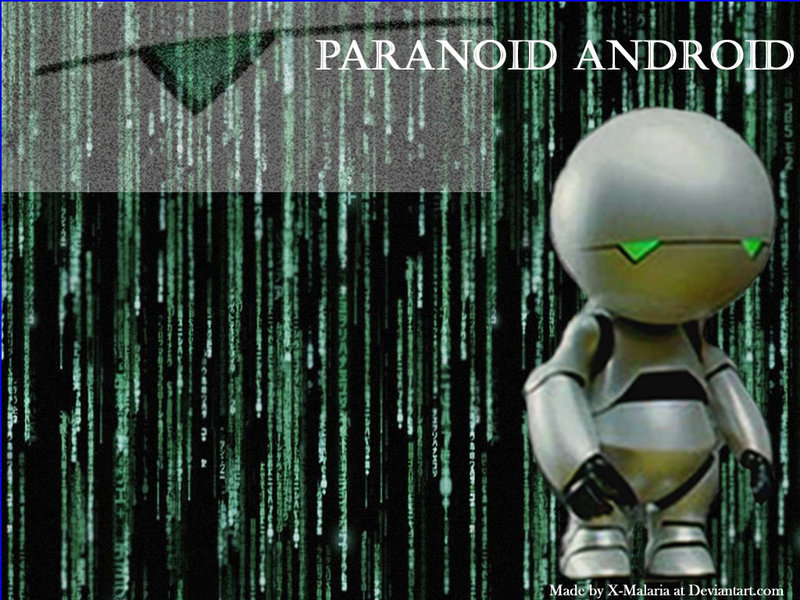 PARANOID ANDROID
Made by X-Malaria at Deviantart.com